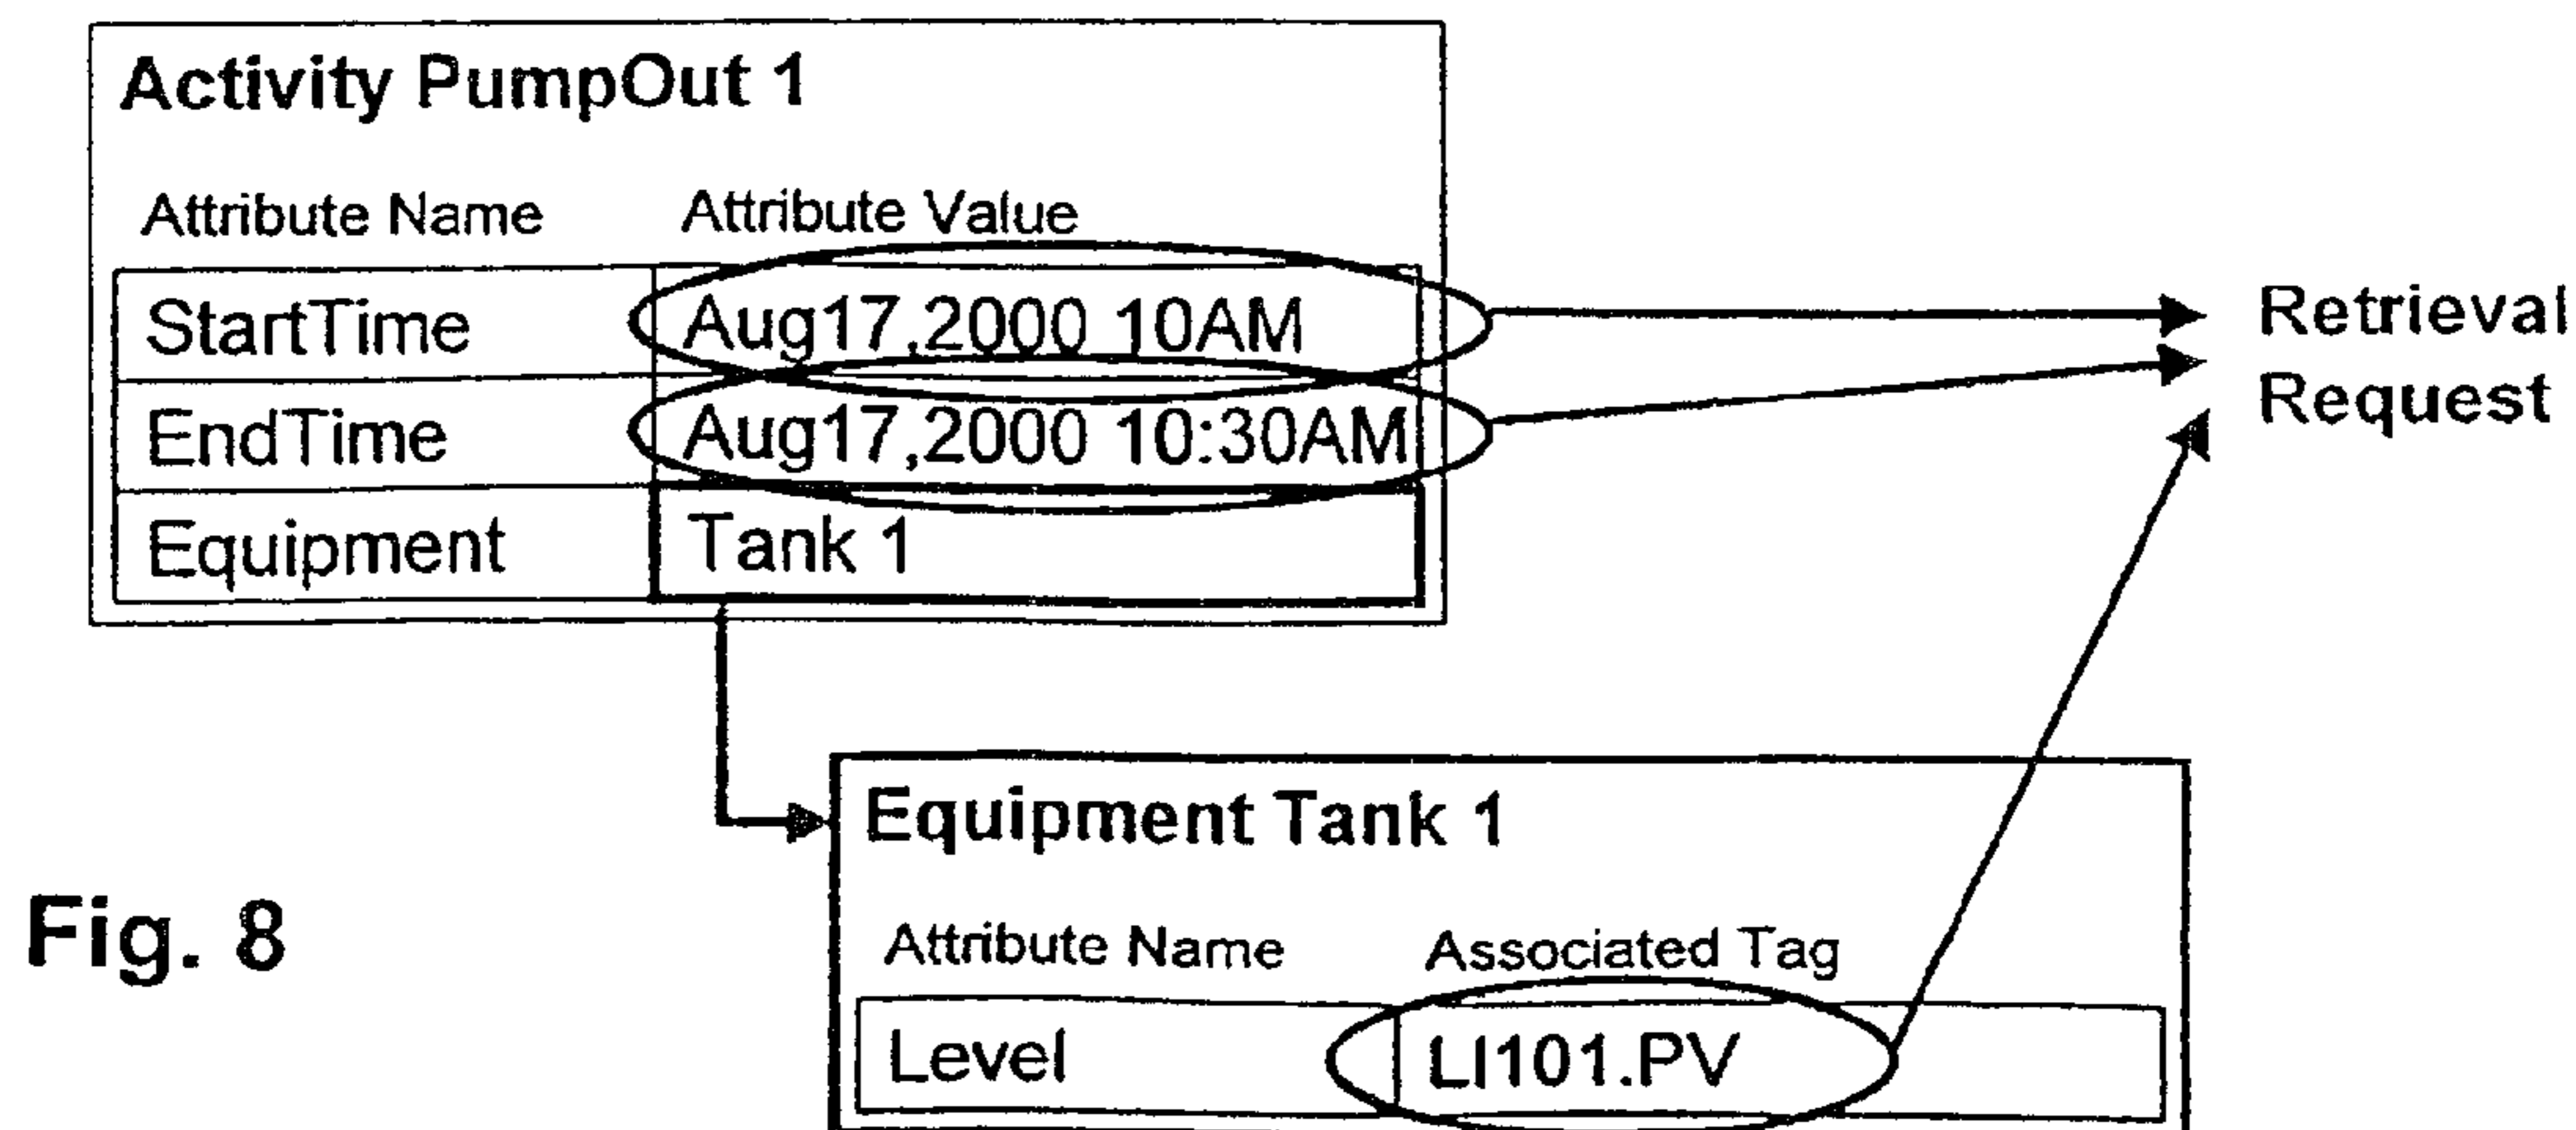 Activity PumpOut 1
Attribute Name Attribute Value
StartTime Aug17,2000 10AM
EndTime Aug17,2000 10:30AM
Equipment Tank 1
Retrieval
Request
Equipment Tank 1
Attribute Name Associated Tag
Level LI101.PV
Fig. 8